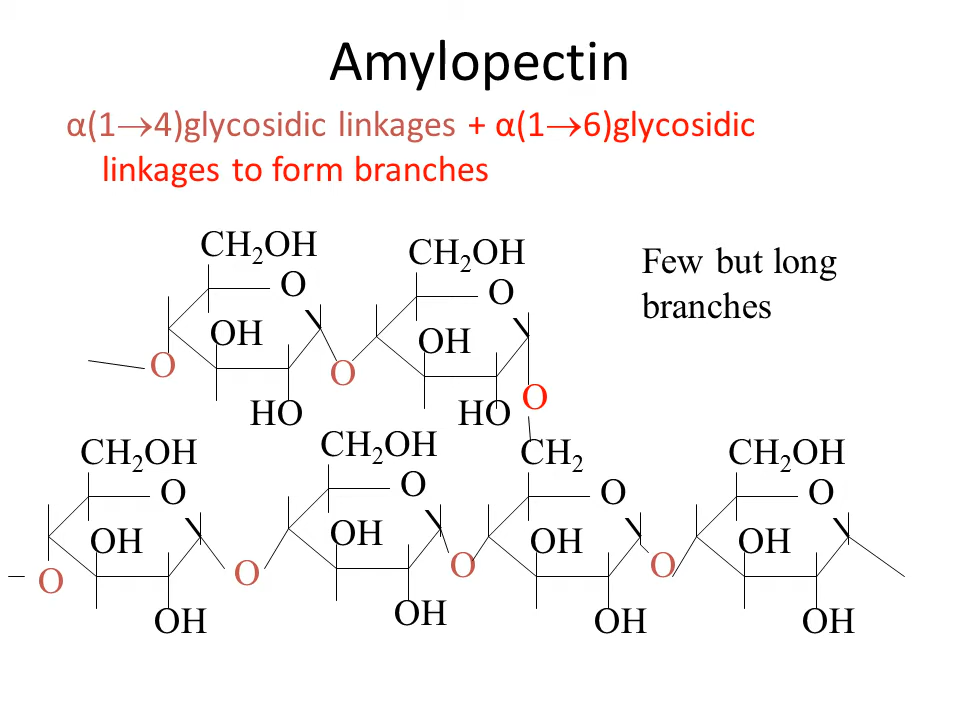 Amylopectin
α(1→4)glycosidic linkages + α(1→6)glycosidic
linkages to form branches
CH₂OH
CH₂OH
Few but long
branches
O
O
OH
OH
O
O
O
HO
HO
CH₂OH
CH₂OH
CH₂
CH₂OH
O
O
O
O
OH
OH
OH
OH
O
O
O
O
OH
OH
OH
OH